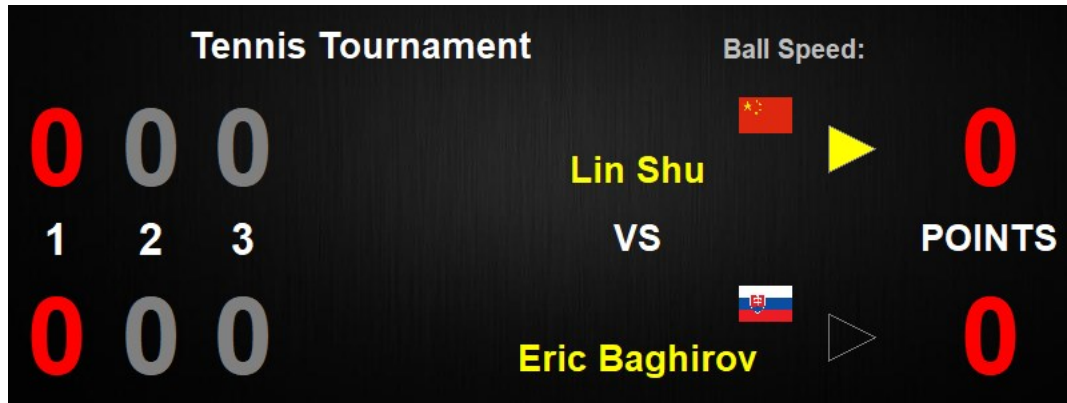 Tennis Tournament Ball Speed:
0 0 0 Lin Shu 0
1 2 3 VS POINTS
0 0 0 Eric Baghirov 0